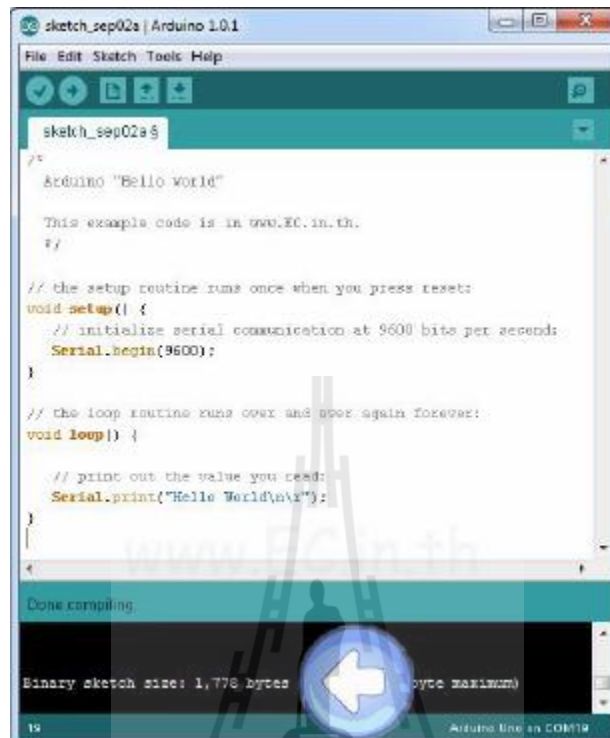 sketch_sep02a | Arduino 1.0.1
File Edit Sketch Tools Help
sketch_sep02a §
/*
Arduino "Hello world"
This example code is in www.EC.in.th.
*/
// the setup routine runs once when you press reset:
void setup() {
// initialize serial communication at 9600 bits per second:
Serial.begin(9600);
}
// the loop routine runs over and over again forever:
void loop() {
// print out the value you read:
Serial.print("Hello World\n\r");
}
www.EC.in.th
Done compiling.
Binary sketch size: 1,778 bytes byte maximum)
19 Arduino Uno on COM19